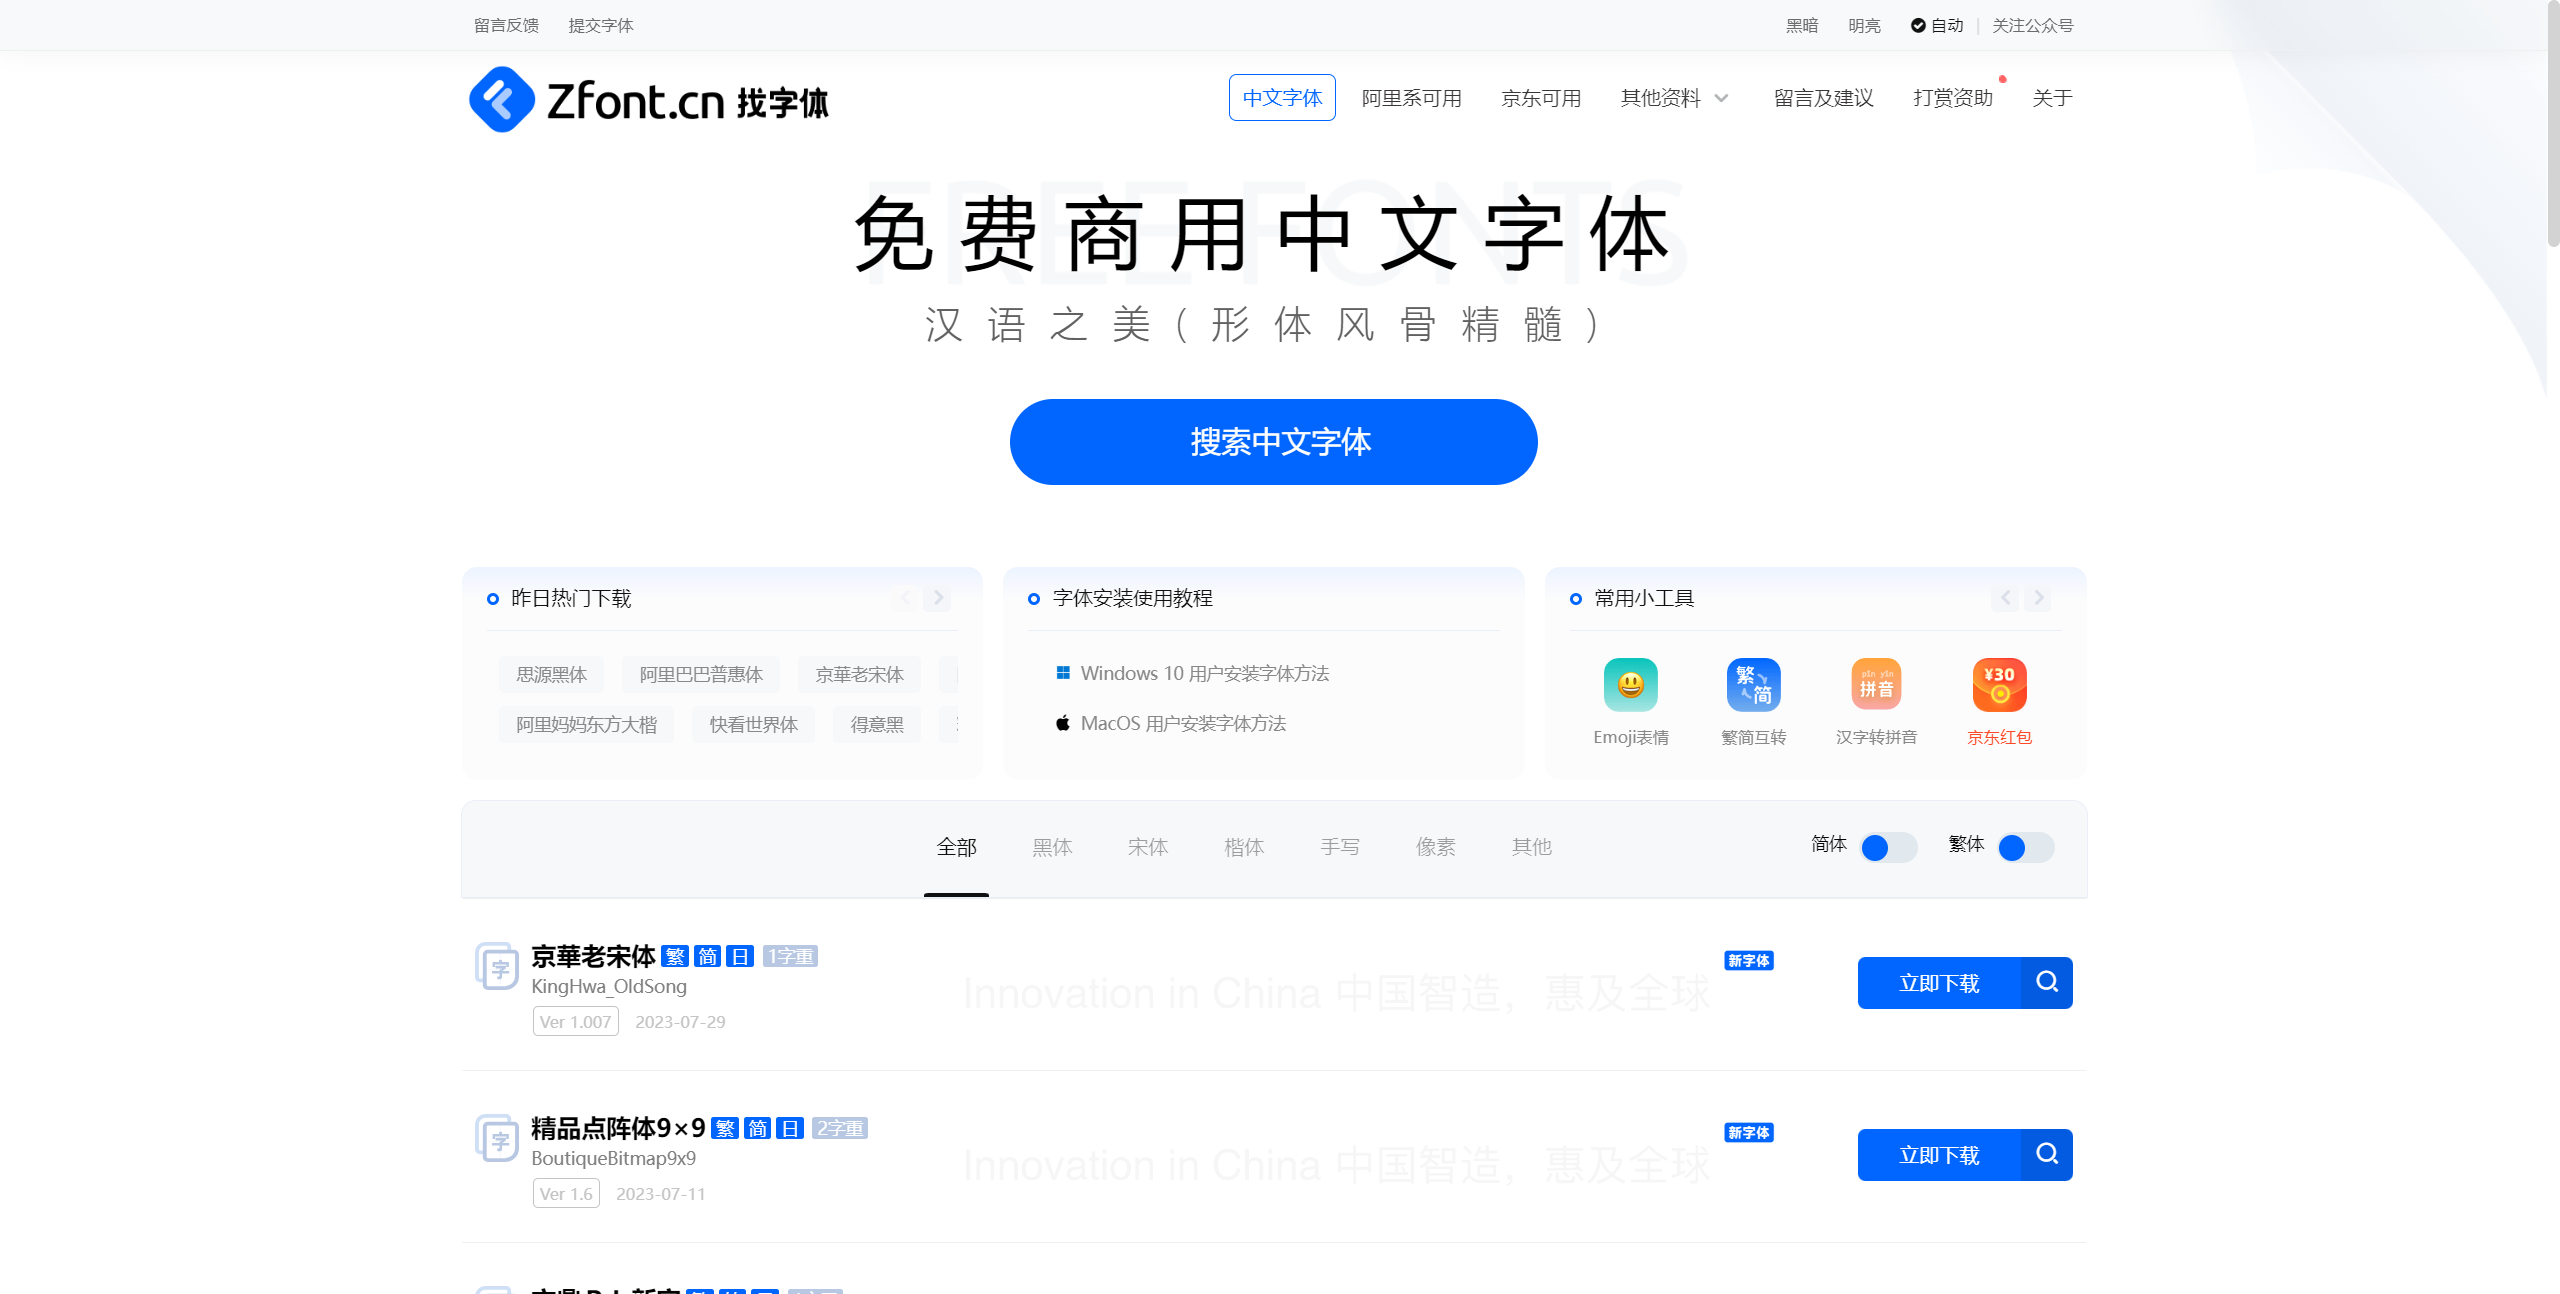 留言反馈 提交字体 黑暗 明亮 自动 关注公众号
Zfont.cn 找字体 中文字体 阿里系可用 京东可用 其他资料 留言及建议 打赏资助 关于
FREE FONTS
免费商用中文字体
汉语之美(形体风骨精髓)
搜索中文字体
昨日热门下载
思源黑体 阿里巴巴普惠体 京華老宋体
阿里妈妈东方大楷 快看世界体 得意黑
字体安装使用教程
Windows 10 用户安装字体方法
MacOS 用户安装字体方法
常用小工具
繁简 pīn yīn 拼音 ¥30
Emoji表情 繁简互转 汉字转拼音 京东红包
全部 黑体 宋体 楷体 手写 像素 其他 简体 繁体
字 京華老宋体 繁 简 日 1字重
KingHwa_OldSong
Ver 1.007 2023-07-29
Innovation in China 中国智造，惠及全球
新字体
立即下载
字 精品点阵体9×9 繁 简 日 2字重
BoutiqueBitmap9x9
Ver 1.6 2023-07-11
Innovation in China 中国智造，惠及全球
新字体
立即下载